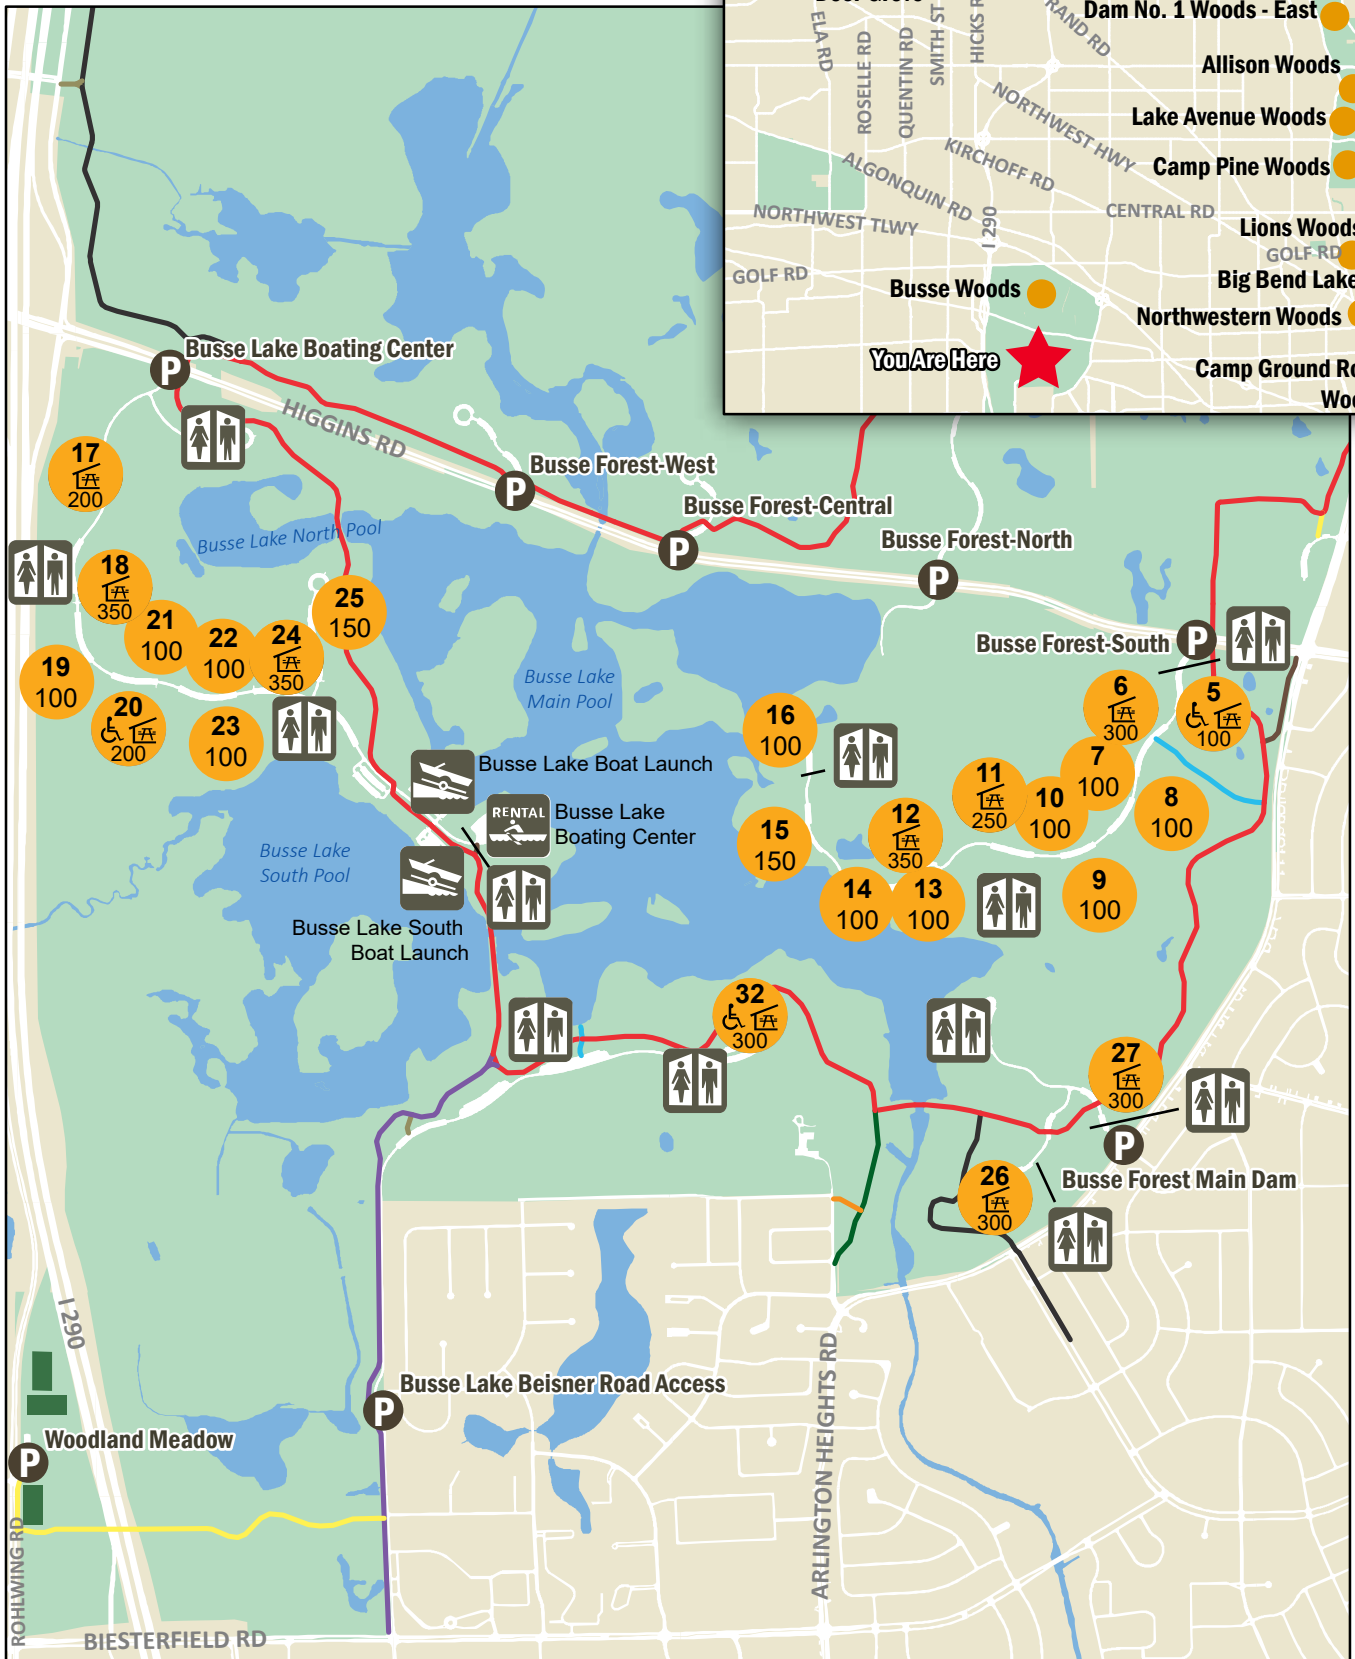 ELA RD
ROSELLE RD
QUENTIN RD
SMITH ST
HICKS R
RAND RD
Dam No. 1 Woods - East
Allison Woods
NORTHWEST HWY
Lake Avenue Woods
KIRCHOFF RD
Camp Pine Woods
ALGONQUIN RD
NORTHWEST TLWY
I 290
CENTRAL RD
Lions Woods
GOLF RD
GOLF RD
Big Bend Lake
Busse Woods
Northwestern Woods
You Are Here
Camp Ground Ro
Woo
P
Busse Lake Boating Center
HIGGINS RD
17
200
P
Busse Forest-West
Busse Forest-Central
P
Busse Lake North Pool
Busse Forest-North
P
18
350
25
150
21
100
22
100
24
350
19
100
20
200
23
100
Busse Lake
Main Pool
Busse Forest-South
P
6
300
5
100
16
100
7
100
11
250
10
100
8
100
Busse Lake Boat Launch
RENTAL
Busse Lake
Boating Center
15
150
12
350
Busse Lake
South Pool
14
100
13
100
9
100
Busse Lake South
Boat Launch
32
300
27
300
P
Busse Forest Main Dam
26
300
I 290
ARLINGTON HEIGHTS RD
Busse Lake Beisner Road Access
P
Woodland Meadow
P
ROHLWING RD
BIESTERFIELD RD